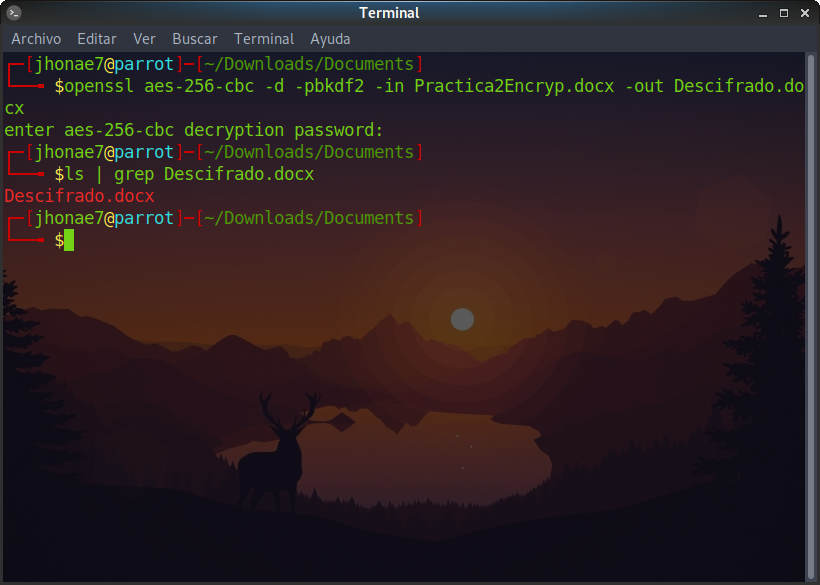 Terminal
Archivo Editar Ver Buscar Terminal Ayuda
┌─[jhonae7@parrot]─[~/Downloads/Documents]
└──╼ $openssl aes-256-cbc -d -pbkdf2 -in Practica2Encryp.docx -out Descifrado.do
cx
enter aes-256-cbc decryption password:
┌─[jhonae7@parrot]─[~/Downloads/Documents]
└──╼ $ls | grep Descifrado.docx
Descifrado.docx
┌─[jhonae7@parrot]─[~/Downloads/Documents]
└──╼ $